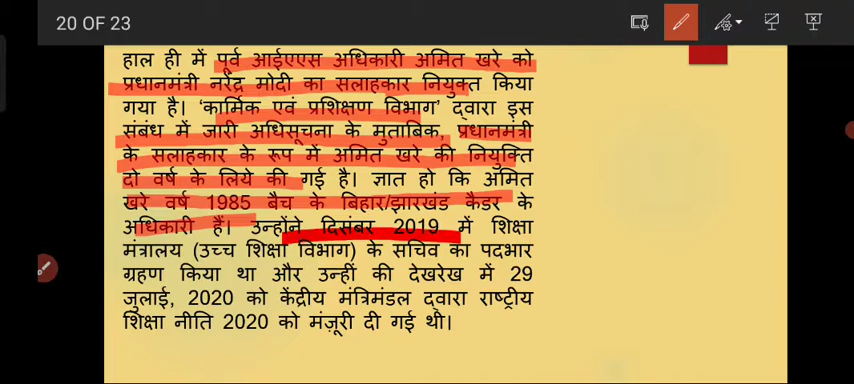 20 OF 23
हाल ही में पूर्व आईएएस अधिकारी अमित खरे को
प्रधानमंत्री नरेंद्र मोदी का सलाहकार नियुक्त किया
गया है। ‘कार्मिक एवं प्रशिक्षण विभाग’ द्वारा इस
संबंध में जारी अधिसूचना के मुताबिक, प्रधानमंत्री
के सलाहकार के रूप में अमित खरे की नियुक्ति
दो वर्ष के लिये की गई है। ज्ञात हो कि अमित
खरे वर्ष 1985 बैच के बिहार/झारखंड कैडर के
अधिकारी हैं। उन्होंने दिसंबर 2019 में शिक्षा
मंत्रालय (उच्च शिक्षा विभाग) के सचिव का पदभार
ग्रहण किया था और उन्हीं की देखरेख में 29
जुलाई, 2020 को केंद्रीय मंत्रिमंडल द्वारा राष्ट्रीय
शिक्षा नीति 2020 को मंज़ूरी दी गई थी।